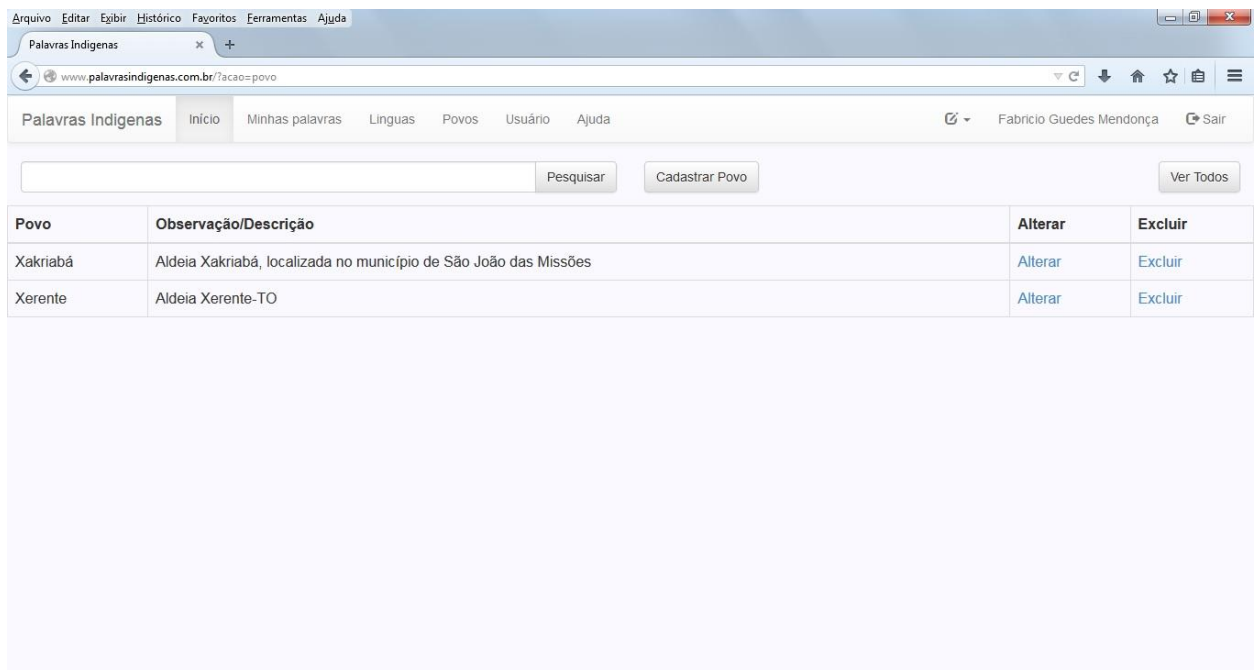 Arquivo Editar Exibir Histórico Favoritos Ferramentas Ajuda
Palavras Indigenas
www.palavrasindigenas.com.br/?acao=povo
Palavras Indigenas Início Minhas palavras Linguas Povos Usuário Ajuda Fabricio Guedes Mendonça Sair
Pesquisar Cadastrar Povo Ver Todos
Povo Observação/Descrição Alterar Excluir
Xakriabá Aldeia Xakriabá, localizada no município de São João das Missões Alterar Excluir
Xerente Aldeia Xerente-TO Alterar Excluir